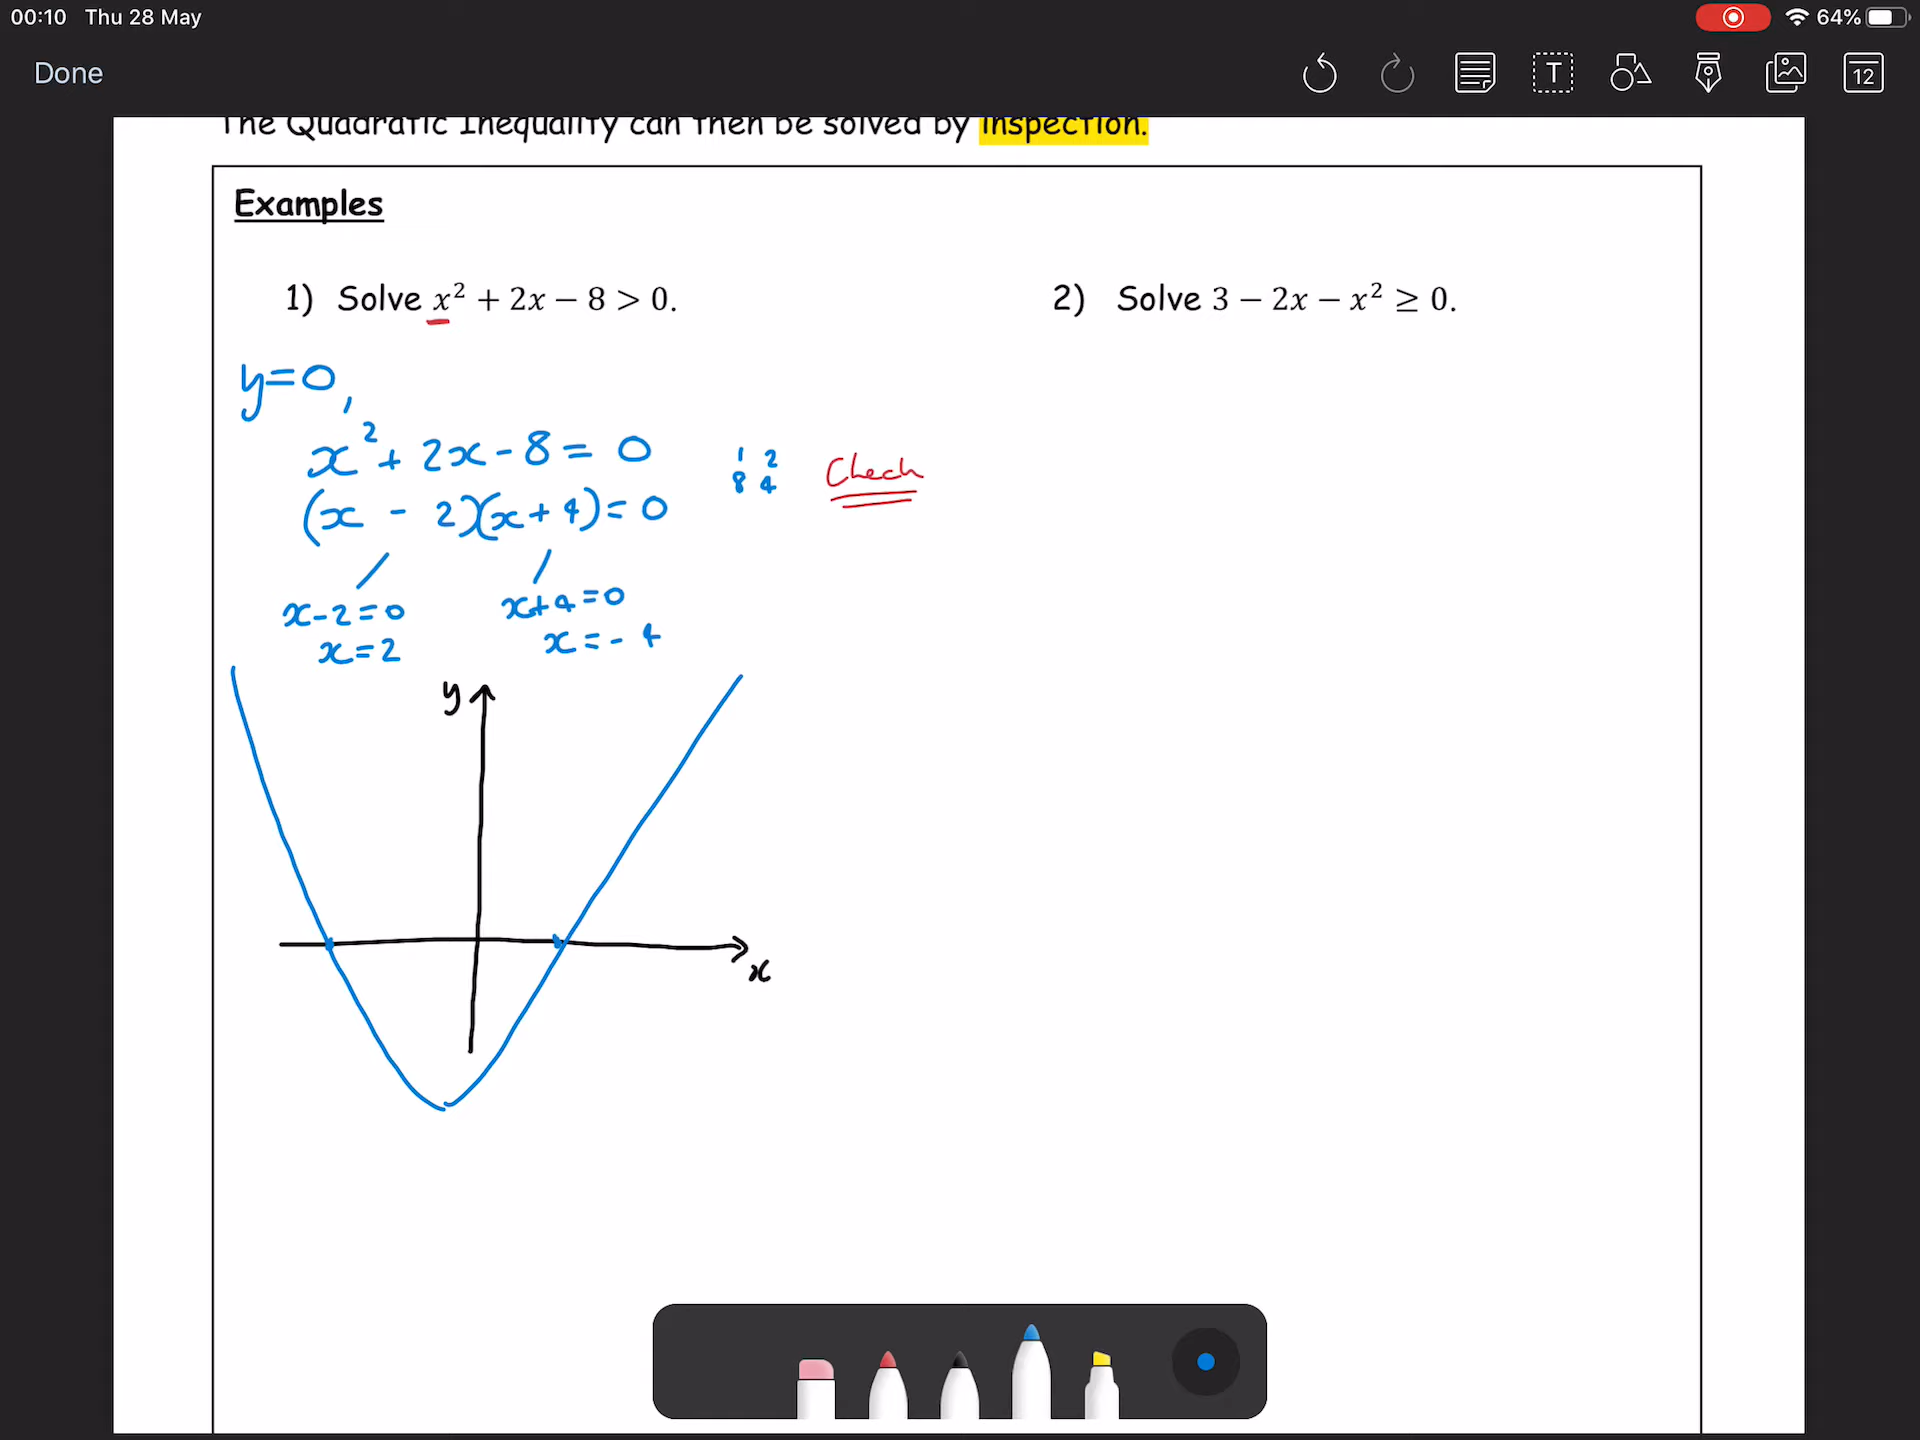 00:10 Thu 28 May
64%
Done
T
12
The Quadratic Inequality can then be solved by inspection.
Examples
1) Solve x² + 2x − 8 > 0.
2) Solve 3 − 2x − x² ≥ 0.
y=0,
x² + 2x - 8 = 0
1 2
8 4
Check
(x - 2)(x + 4) = 0
x-2=0
x+4=0
x=2
x=-4
y
x